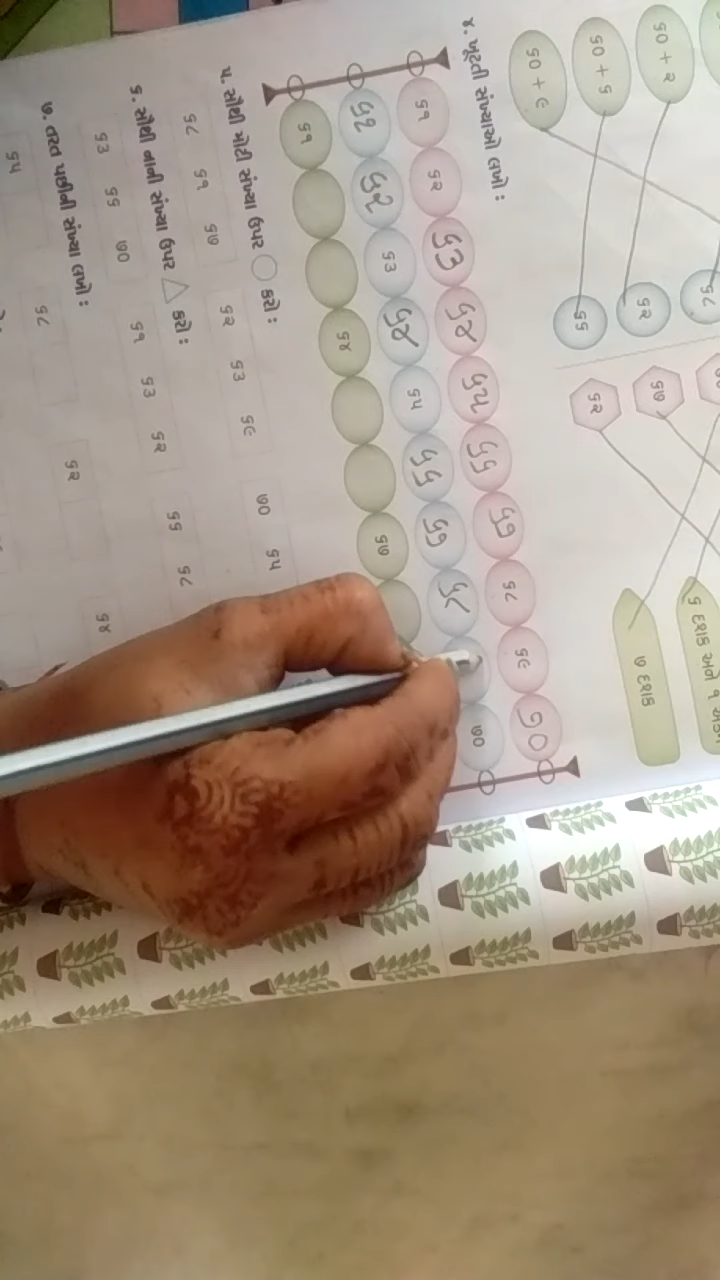 ૬૮
૬૦ + ૨ ૬૨ ૬૭ ૬ દશક અને ૧
૬૦ + ૬ ૬૬ ૬૨ ૭ દશક
૬૦ + ૯
૪. ખૂટતી સંખ્યાઓ લખો :
૬૧ ૬૨ ૬૩ ૬૪ ૬૫ ૬૬ ૬૭ ૬૮ ૬૯ ૭૦
૬૧ ૬૨ ૬૩ ૬૪ ૬૫ ૬૬ ૬૭ ૬૮ ૭૦
૬૧ ૬૪ ૬૭
૫. સૌથી મોટી સંખ્યા ઉપર ○ કરો :
૬૮ ૬૧ ૬૭ ૬૨ ૬૩ ૬૯ ૭૦ ૬૫
૬. સૌથી નાની સંખ્યા ઉપર △ કરો :
૬૩ ૬૬ ૭૦ ૬૧ ૬૩ ૬૨ ૬૬ ૬૮
૭. તરત પછીની સંખ્યા લખો :
૬૮ ૬૨ ૬૪
૬૫